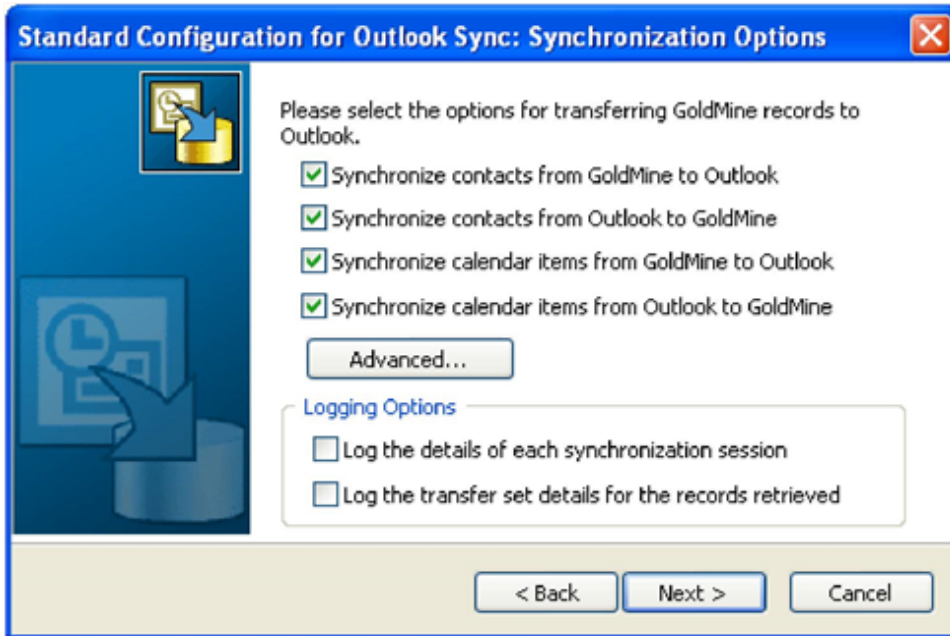 Standard Configuration for Outlook Sync: Synchronization Options
Please select the options for transferring GoldMine records to
Outlook.
Synchronize contacts from GoldMine to Outlook
Synchronize contacts from Outlook to GoldMine
Synchronize calendar items from GoldMine to Outlook
Synchronize calendar items from Outlook to GoldMine
Advanced...
Logging Options
Log the details of each synchronization session
Log the transfer set details for the records retrieved
< Back Next > Cancel